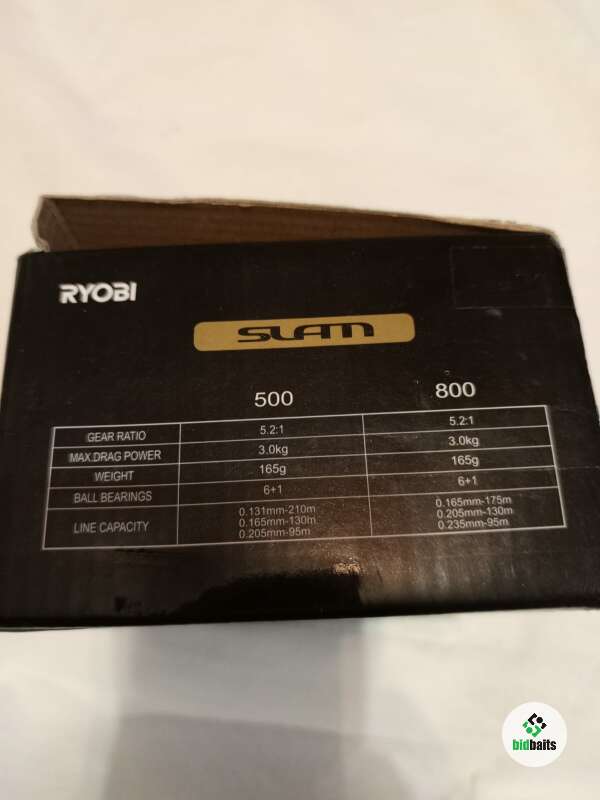 RYOBI
SLAM
500 800
GEAR RATIO 5.2:1 5.2:1
MAX.DRAG POWER 3.0kg 3.0kg
WEIGHT 165g 165g
BALL BEARINGS 6+1 6+1
LINE CAPACITY 0.131mm-210m 0.165mm-175m
0.165mm-130m 0.205mm-130m
0.205mm-95m 0.235mm-95m
bidbaits